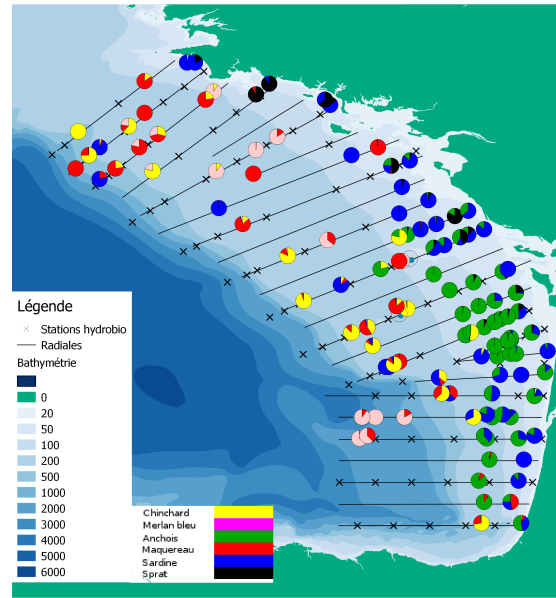 Légende
Stations hydrobio
Radiales
Bathymétrie
0
20
50
100
200
500
1000
2000
3000
4000
5000
6000
Chinchard
Merlan bleu
Anchois
Maquereau
Sardine
Sprat